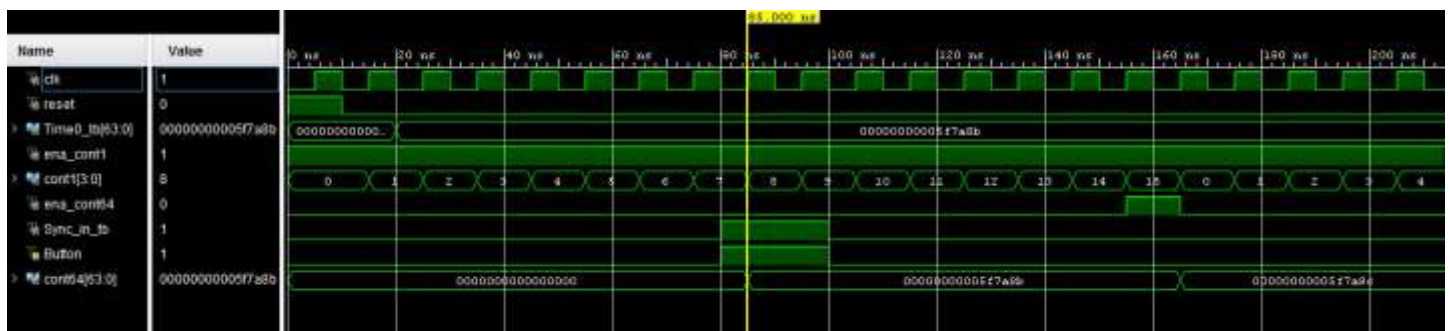 85.000 ns
Name Value 0 ns 20 ns 40 ns 60 ns 80 ns 100 ns 120 ns 140 ns 160 ns 180 ns 200 ns
clk 1
reset 0
Time0_tb[63:0] 00000000005f7a8b 00000000000... 00000000005f7a8b
ena_cont1 1
cont1[3:0] 8 0 1 2 3 4 5 6 7 8 9 10 11 12 13 14 15 0 1 2 3 4
ena_cont64 0
Sync_in_tb 1
Button 1
cont64[63:0] 00000000005f7a8b 0000000000000000 00000000005f7a8b 00000000005f7a8c